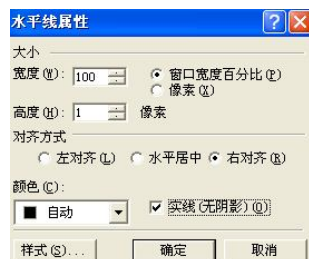 水平线属性
大小
宽度(W): 100 窗口宽度百分比(P)
像素(X)
高度(H): 1 像素
对齐方式
左对齐(L) 水平居中 右对齐(R)
颜色(C):
自动 实线(无阴影)(O)
样式(S)... 确定 取消